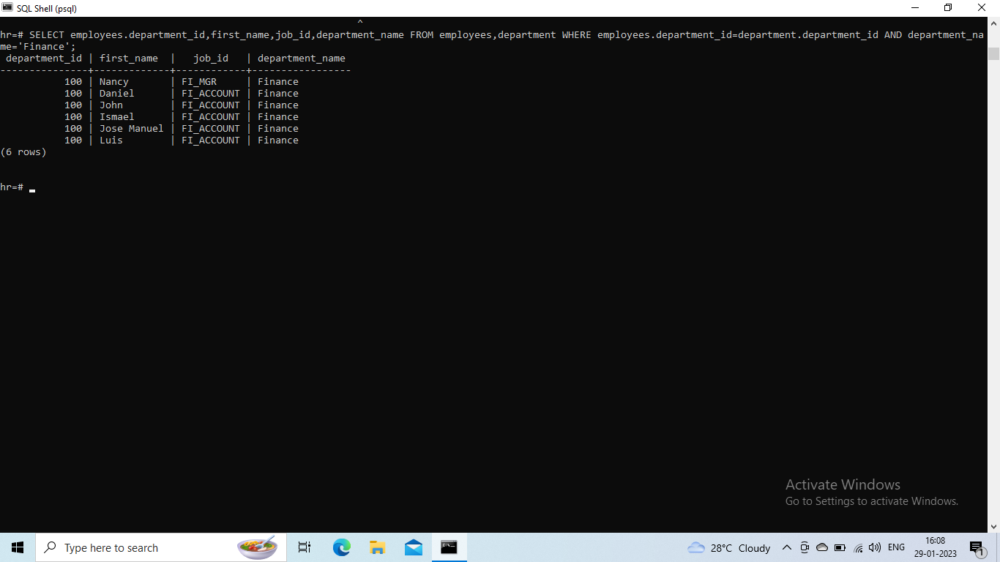 SQL Shell (psql)
^
hr=# SELECT employees.department_id,first_name,job_id,department_name FROM employees,department WHERE employees.department_id=department.department_id AND department_na
me='Finance';
 department_id | first_name  |   job_id   | department_name
---------------+-------------+------------+-----------------
           100 | Nancy       | FI_MGR     | Finance
           100 | Daniel      | FI_ACCOUNT | Finance
           100 | John        | FI_ACCOUNT | Finance
           100 | Ismael      | FI_ACCOUNT | Finance
           100 | Jose Manuel | FI_ACCOUNT | Finance
           100 | Luis        | FI_ACCOUNT | Finance
(6 rows)
hr=#
Activate Windows
Go to Settings to activate Windows.
Type here to search
28°C Cloudy
ENG
16:08
29-01-2023
1